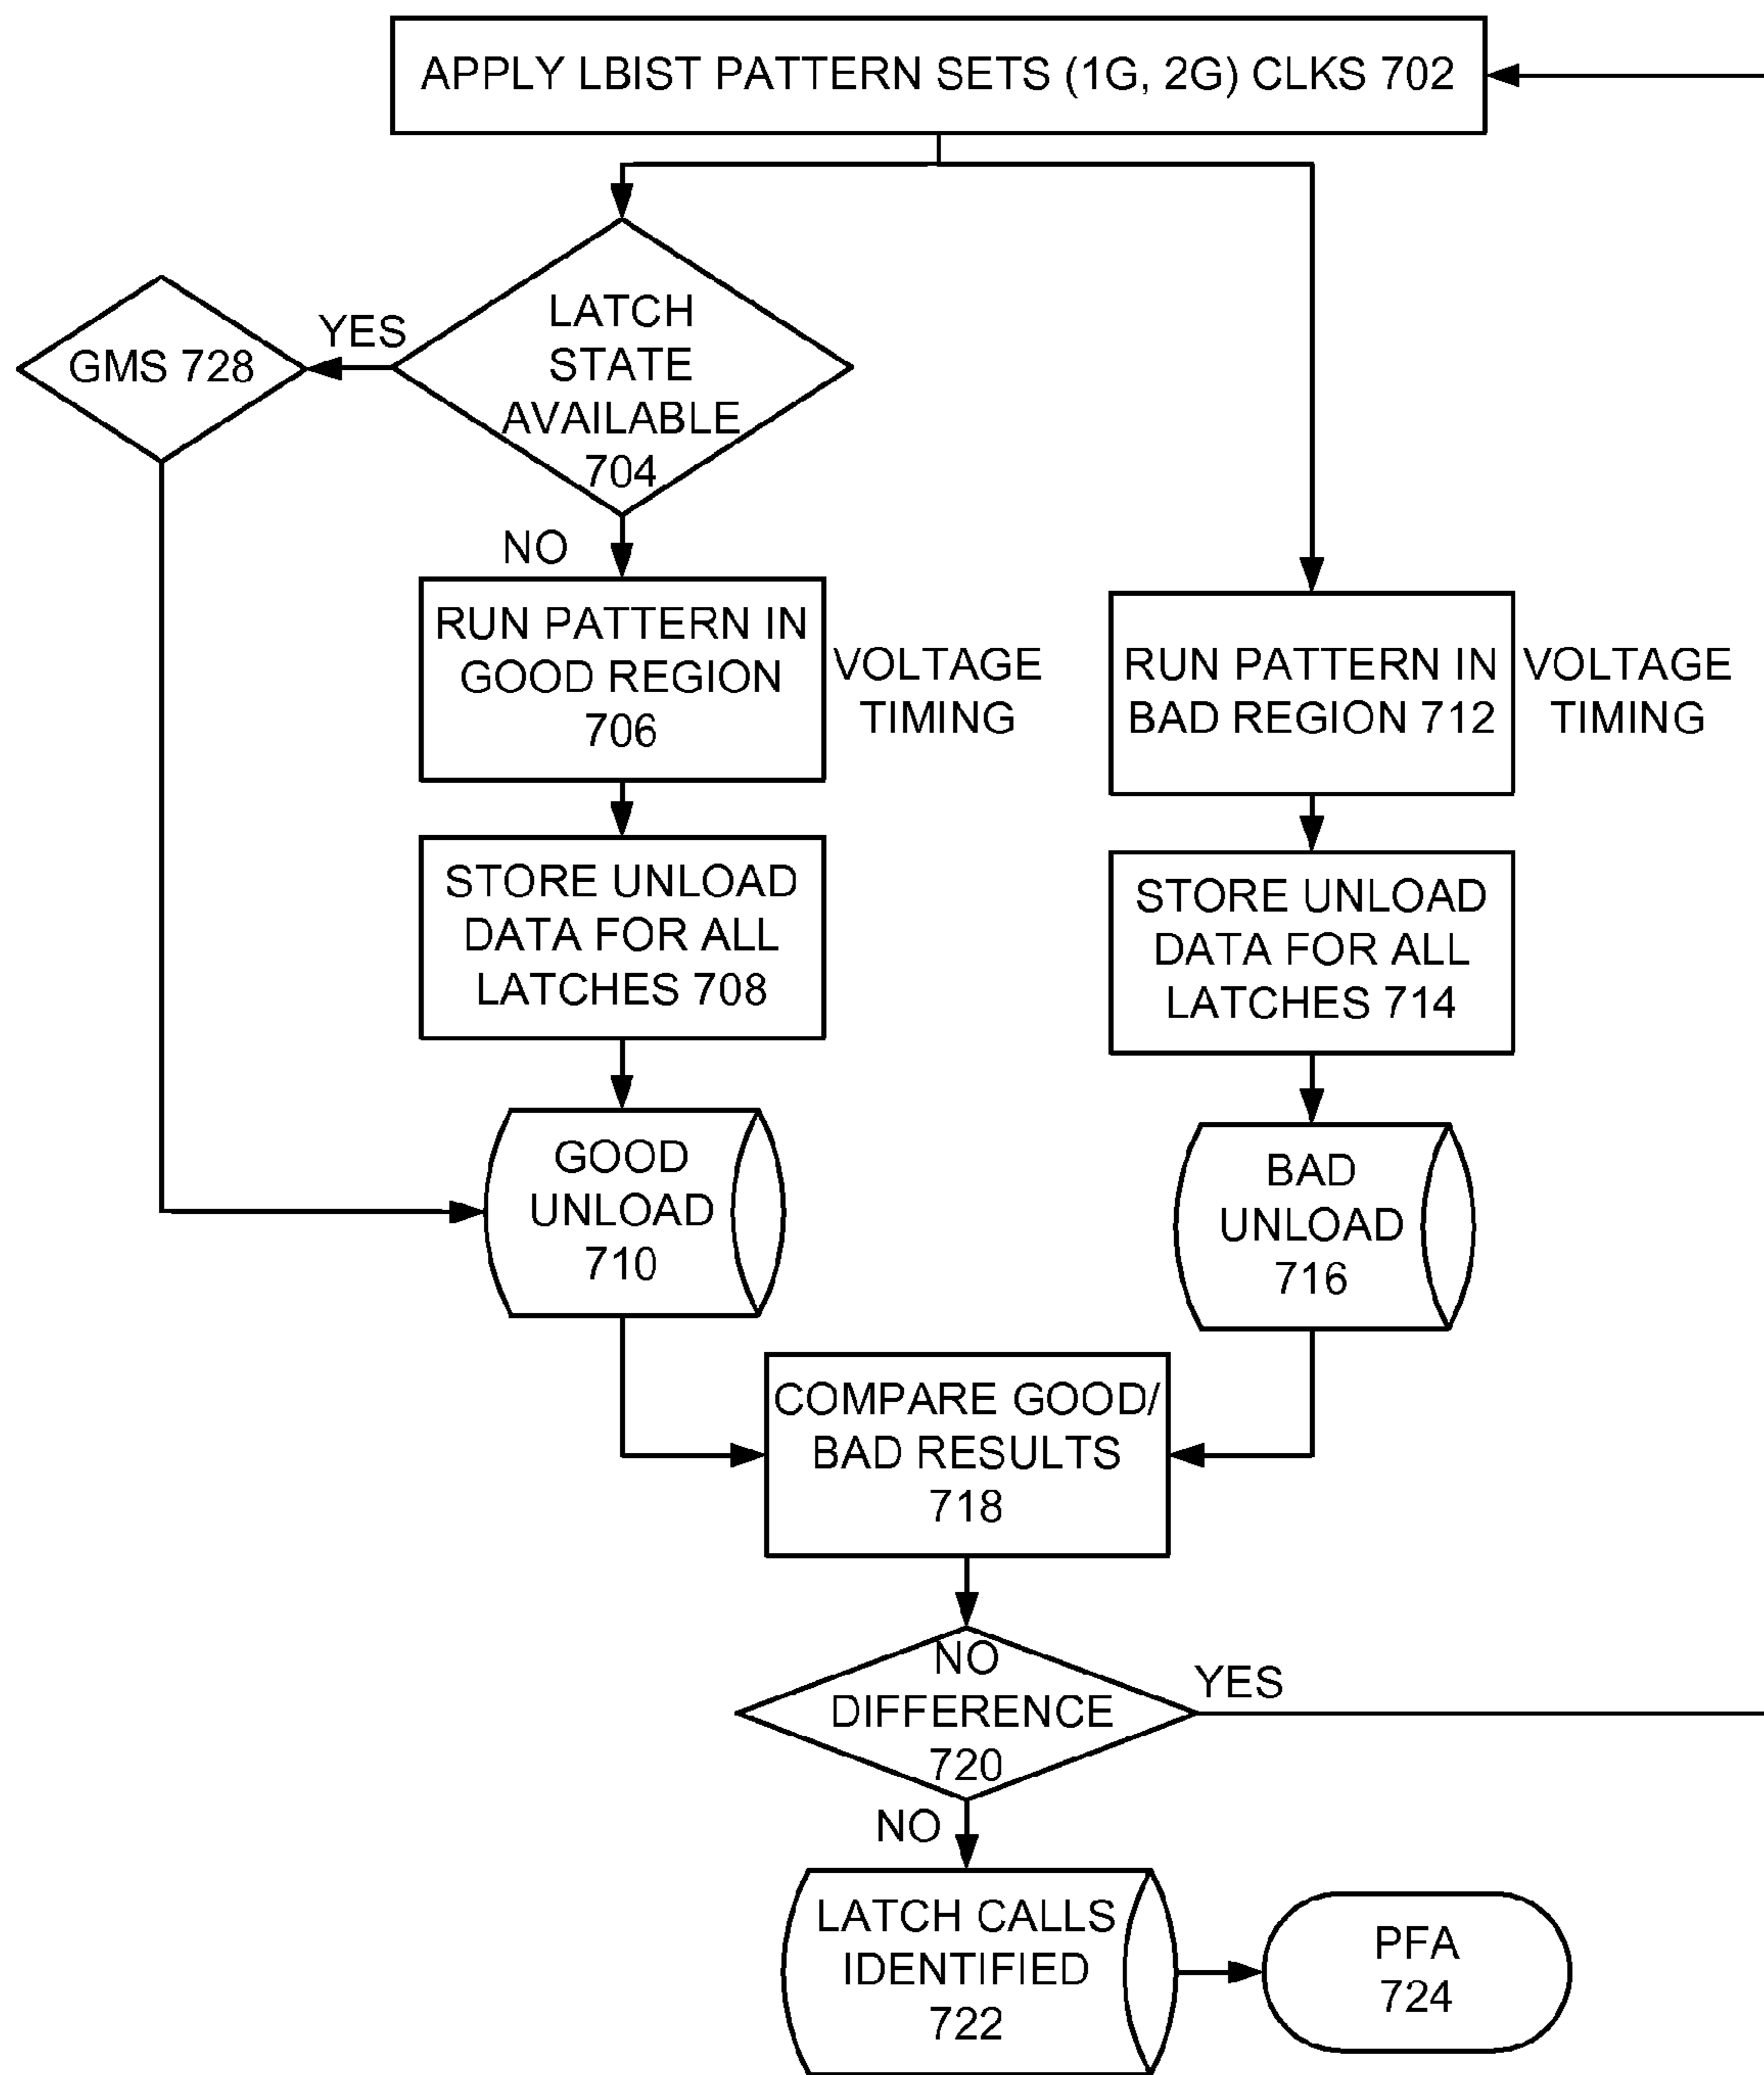 APPLY LBIST PATTERN SETS (1G, 2G) CLKS 702
LATCH
STATE
AVAILABLE
704
YES
GMS 728
NO
RUN PATTERN IN
GOOD REGION
706
VOLTAGE
TIMING
RUN PATTERN IN
BAD REGION 712
VOLTAGE
TIMING
STORE UNLOAD
DATA FOR ALL
LATCHES 708
STORE UNLOAD
DATA FOR ALL
LATCHES 714
GOOD
UNLOAD
710
BAD
UNLOAD
716
COMPARE GOOD/
BAD RESULTS
718
NO
DIFFERENCE
720
YES
NO
LATCH CALLS
IDENTIFIED
722
PFA
724